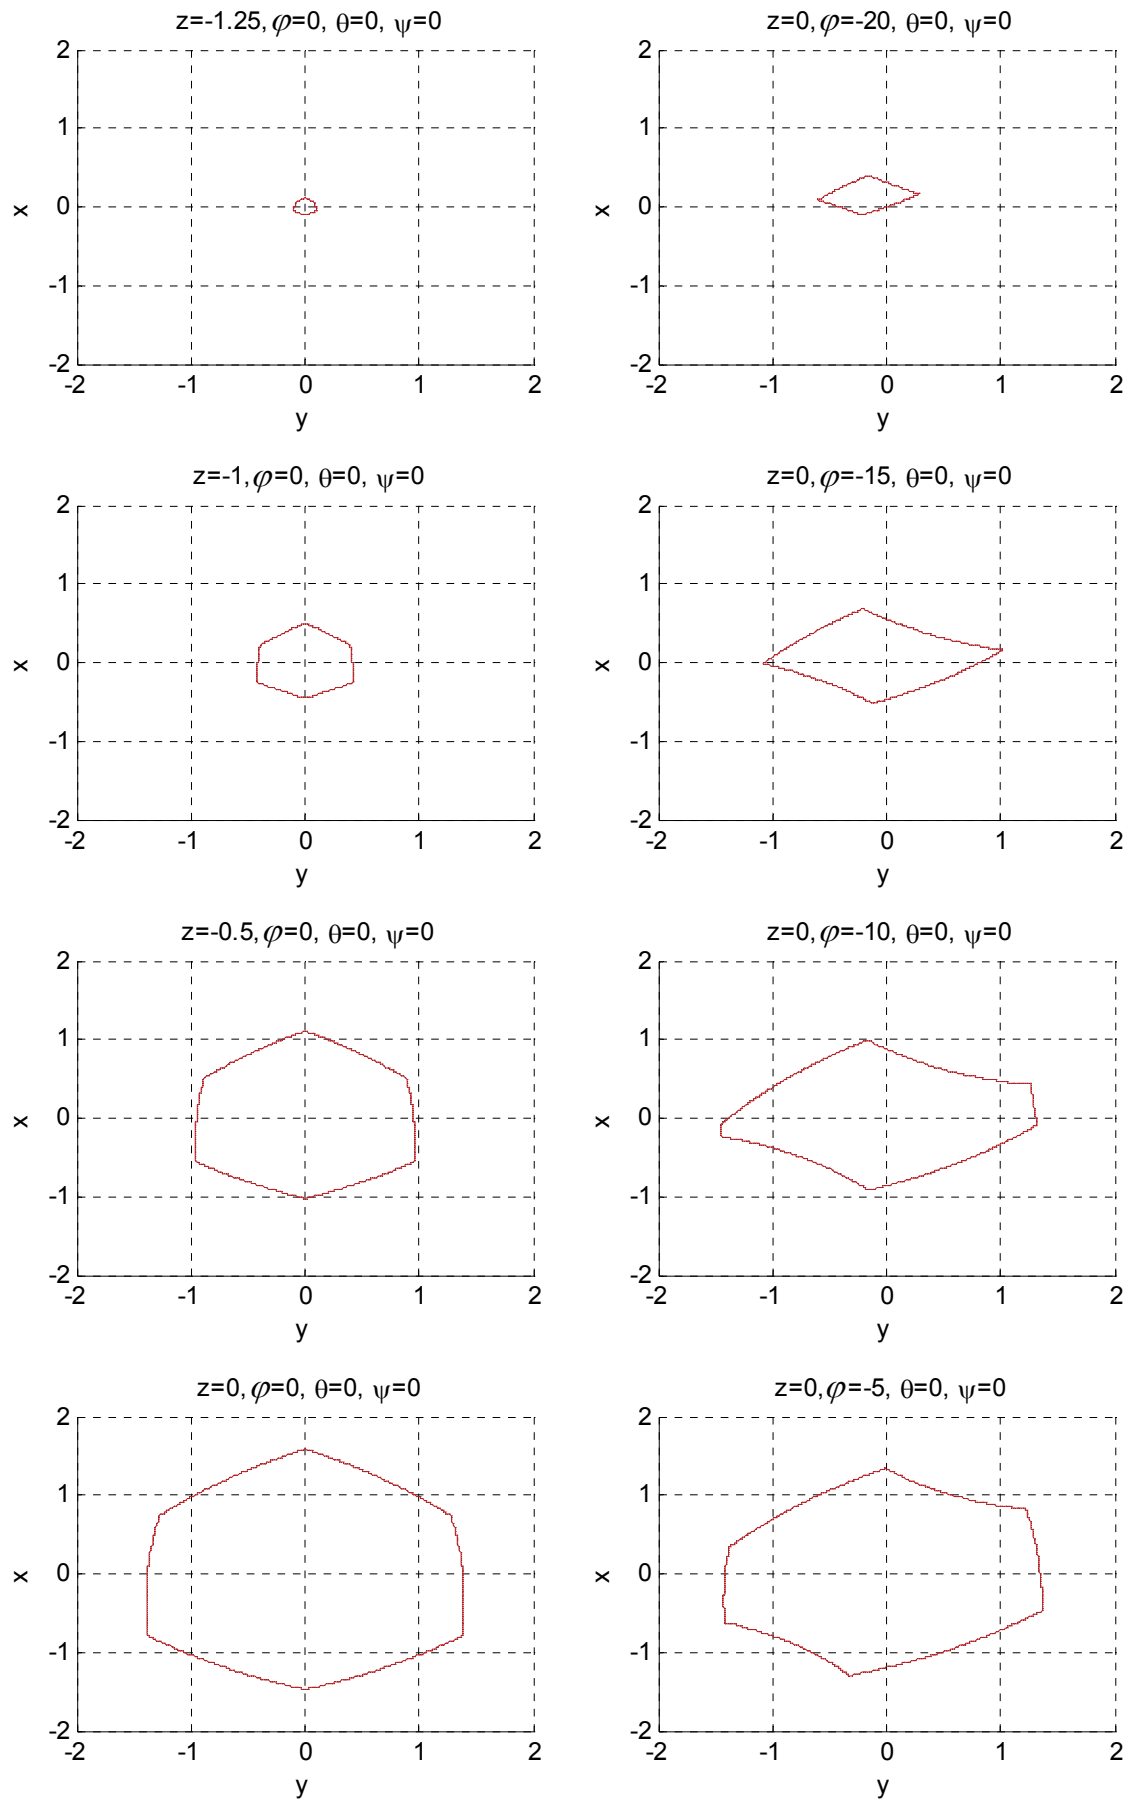 z=-1.25, φ=0, θ=0, ψ=0
2
1
0
-1
-2
x
-2 -1 0 1 2
y
z=0, φ=-20, θ=0, ψ=0
2
1
0
-1
-2
x
-2 -1 0 1 2
y
z=-1, φ=0, θ=0, ψ=0
2
1
0
-1
-2
x
-2 -1 0 1 2
y
z=0, φ=-15, θ=0, ψ=0
2
1
0
-1
-2
x
-2 -1 0 1 2
y
z=-0.5, φ=0, θ=0, ψ=0
2
1
0
-1
-2
x
-2 -1 0 1 2
y
z=0, φ=-10, θ=0, ψ=0
2
1
0
-1
-2
x
-2 -1 0 1 2
y
z=0, φ=0, θ=0, ψ=0
2
1
0
-1
-2
x
-2 -1 0 1 2
y
z=0, φ=-5, θ=0, ψ=0
2
1
0
-1
-2
x
-2 -1 0 1 2
y